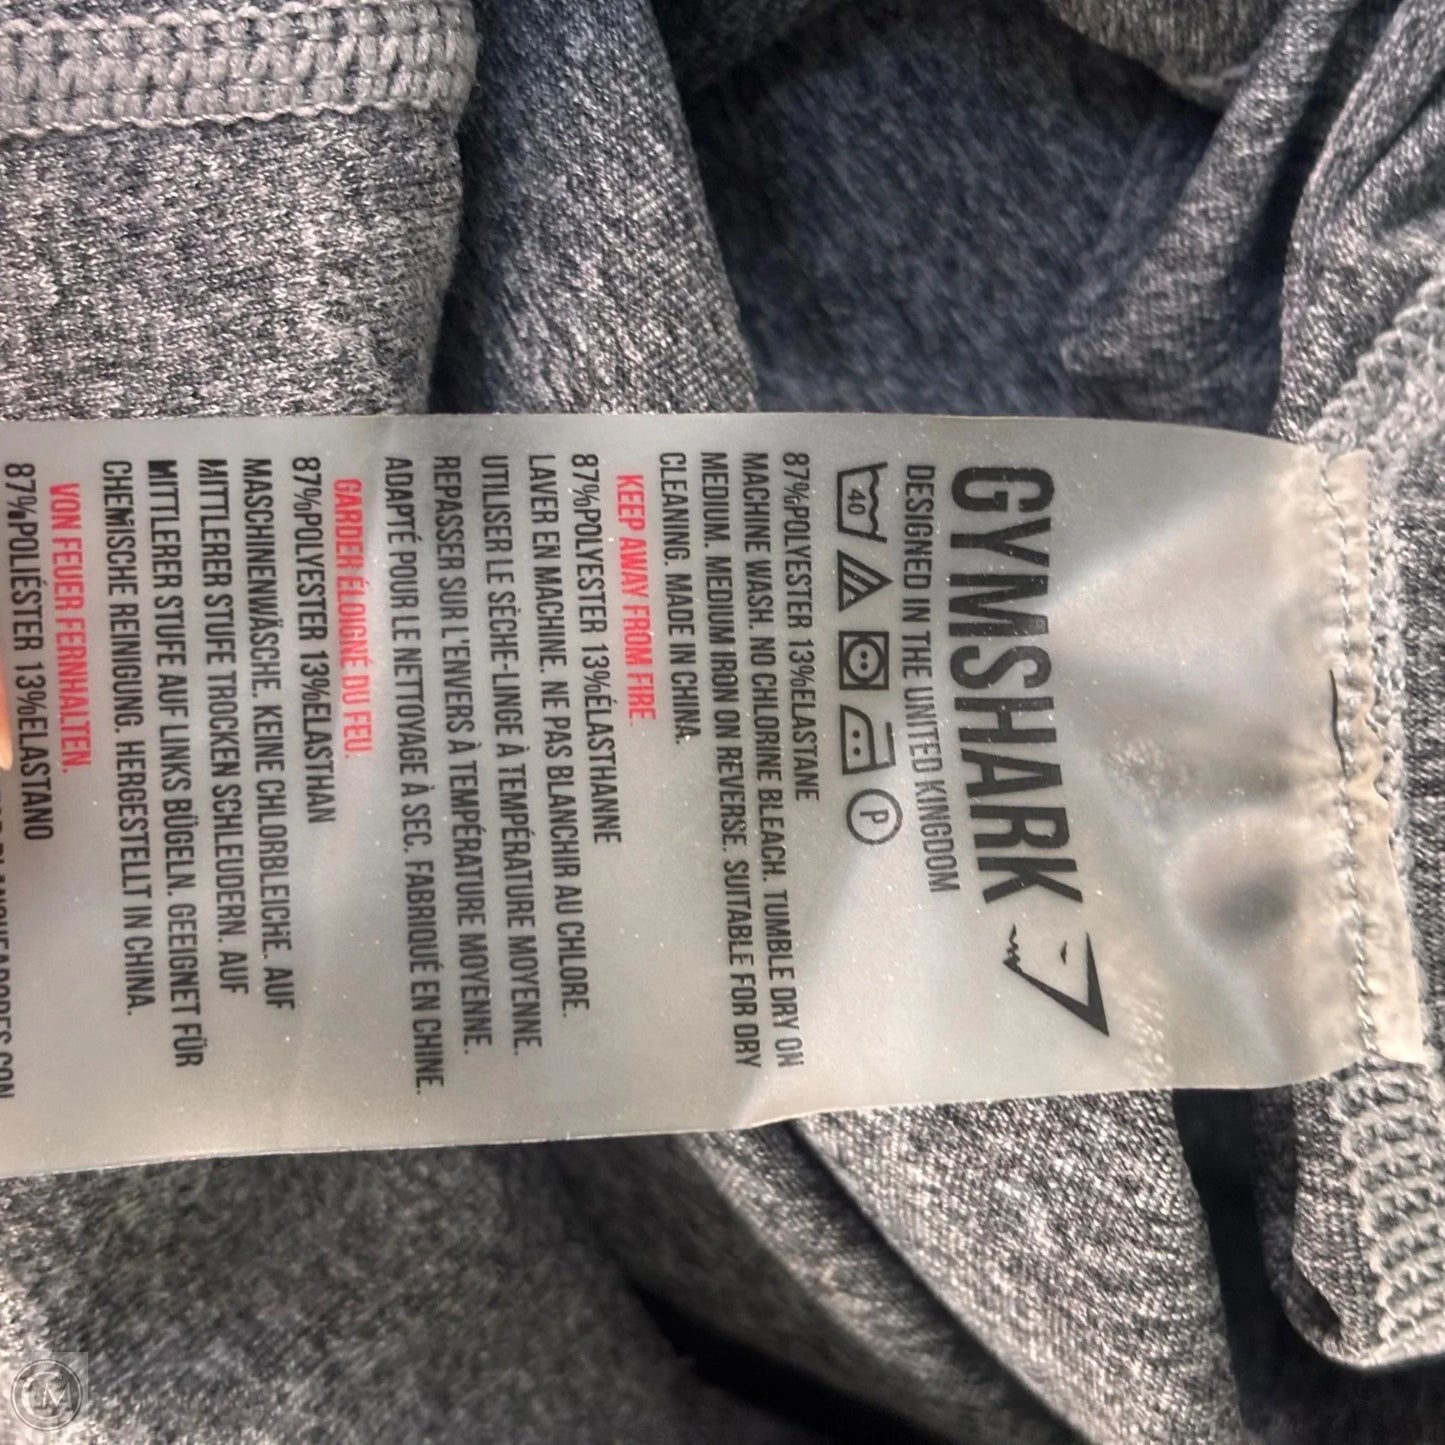 GYMSHARK
DESIGNED IN THE UNITED KINGDOM
40
P
87%POLYESTER 13%ELASTANE
MACHINE WASH. NO CHLORINE BLEACH. TUMBLE DRY ON
MEDIUM. MEDIUM IRON ON REVERSE. SUITABLE FOR DRY
CLEANING. MADE IN CHINA.
KEEP AWAY FROM FIRE.
87%POLYESTER 13%ÉLASTHANNE
LAVER EN MACHINE. NE PAS BLANCHIR AU CHLORE.
UTILISER LE SÈCHE-LINGE À TEMPÉRATURE MOYENNE.
REPASSER SUR L'ENVERS À TEMPÉRATURE MOYENNE.
ADAPTÉ POUR LE NETTOYAGE À SEC. FABRIQUÉ EN CHINE.
GARDER ÉLOIGNÉ DU FEU.
87%POLYESTER 13%ELASTHAN
MASCHINENWÄSCHE. KEINE CHLORBLEICHE. AUF
MITTLERER STUFE TROCKEN SCHLEUDERN. AUF
MITTLERER STUFE AUF LINKS BÜGELN. GEEIGNET FÜR
CHEMISCHE REINIGUNG. HERGESTELLT IN CHINA.
VON FEUER FERNHALTEN.
87%POLIÉSTER 13%ELASTANO